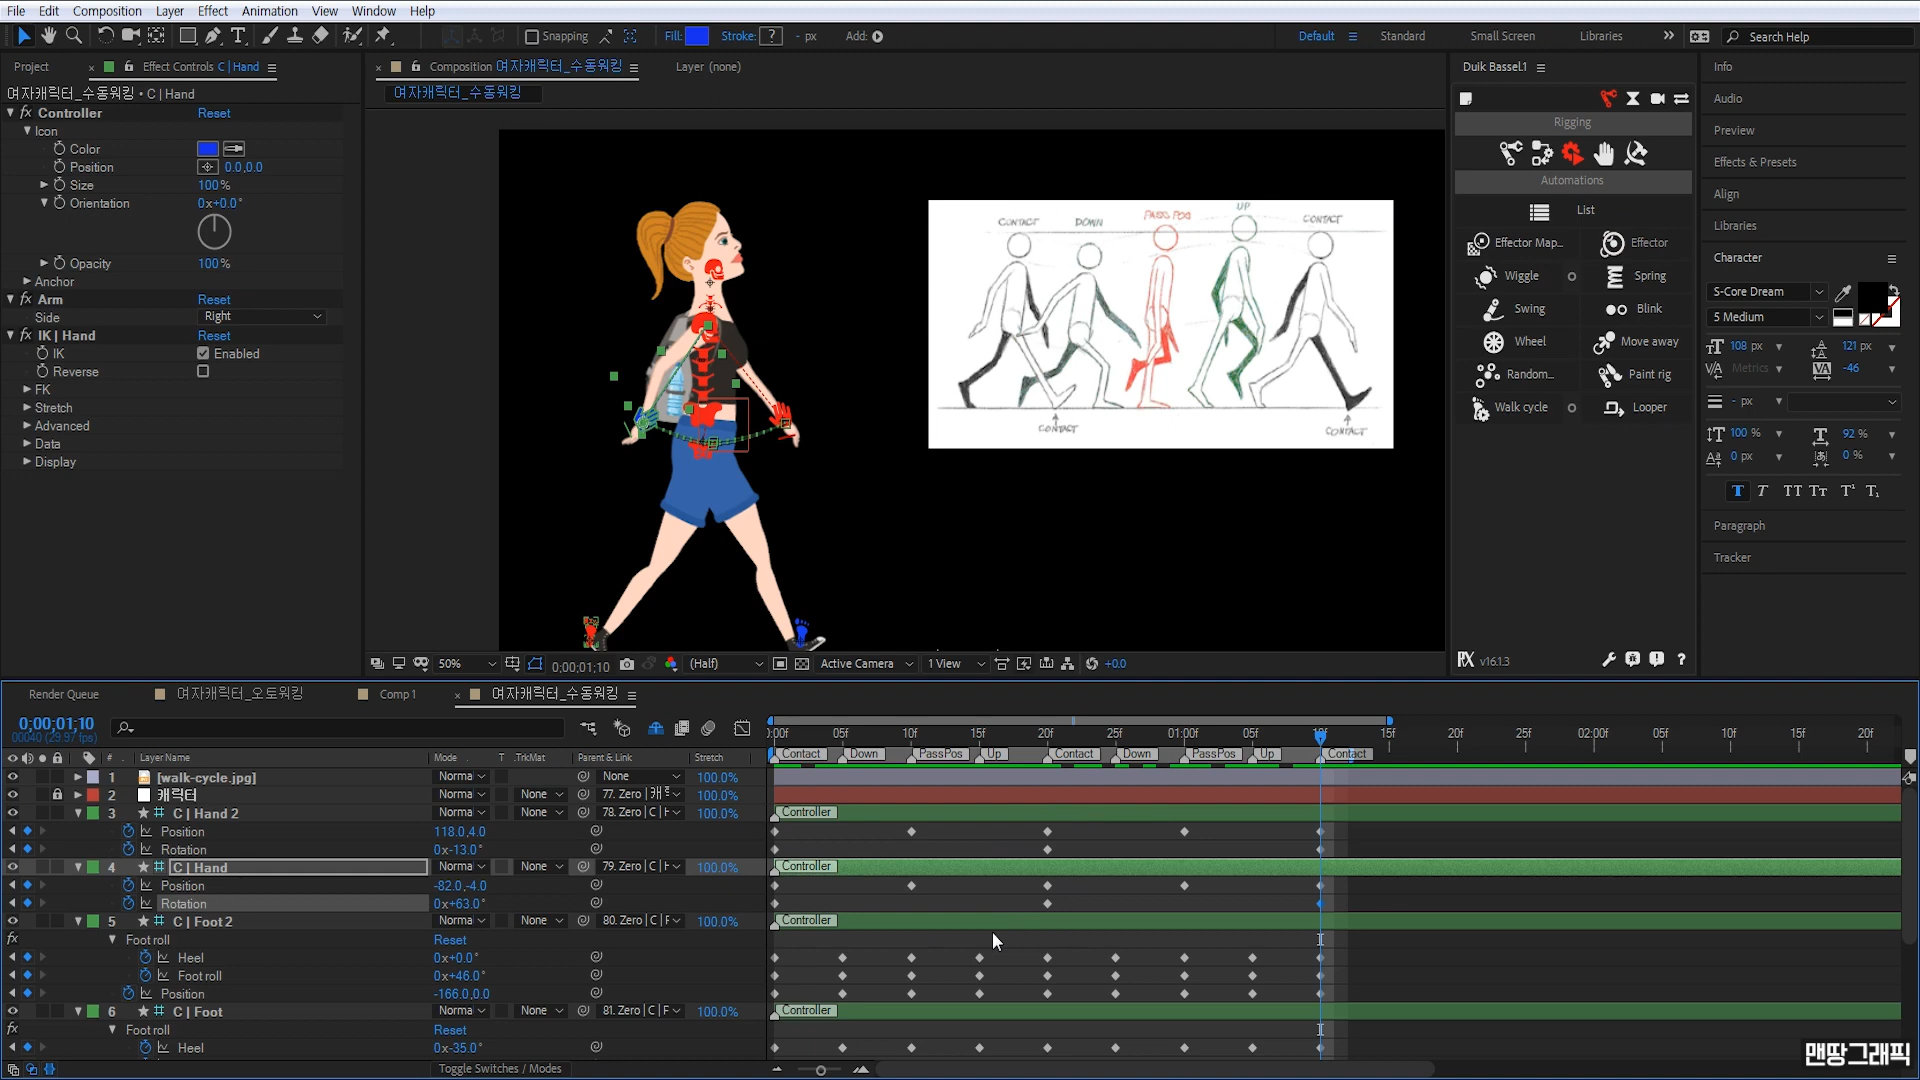 File Edit Composition Layer Effect Animation View Window Help
Snapping Fill: Stroke: ? - px Add: Default Standard Small Screen Libraries Search Help
Project Effect Controls C | Hand
여자캐릭터_수동워킹 • C | Hand
fx Controller Reset
Icon
Color
Position 0.0,0.0
Size 100%
Orientation 0x+0.0°
Opacity 100%
Anchor
fx Arm Reset
Side Right
fx IK | Hand Reset
IK Enabled
Reverse
FK
Stretch
Advanced
Data
Display
Composition 여자캐릭터_수동워킹 Layer (none)
여자캐릭터_수동워킹
CONTACT DOWN PASS POS UP CONTACT
CONTACT CONTACT
50% 0;00;01;10 (Half) Active Camera 1 View +0.0
Duik Bassel.1
Rigging
Automations
List
Effector Map... Effector
Wiggle Spring
Swing Blink
Wheel Move away
Random... Paint rig
Walk cycle Looper
v16.1.3 ?
Info
Audio
Preview
Effects & Presets
Align
Libraries
Character
S-Core Dream
5 Medium
108 px 121 px
Metrics -46
- px
100 % 92 %
0 px 0 %
T T TT Tт T¹ T₁
Paragraph
Tracker
Render Queue 여자캐릭터_오토워킹 Comp 1 여자캐릭터_수동워킹
0;00;01;10
00040 (29.97 fps)
:00f 05f 10f 15f 20f 25f 01:00f 05f 10f 15f 20f 25f 02:00f 05f 10f 15f 20f
# Layer Name Mode T TrkMat Parent & Link Stretch
Contact Down PassPos Up Contact Down PassPos Up Contact
1 [walk-cycle.jpg] Norma None 100.0%
2 캐릭터 Norma None 77. Zero | 캐릭 100.0%
3 C | Hand 2 Norma None 78. Zero | C | H 100.0% Controller
Position 118.0,4.0
Rotation 0x-13.0°
4 C | Hand Norma None 79. Zero | C | H 100.0% Controller
Position -82.0,-4.0
Rotation 0x+63.0°
5 C | Foot 2 Norma None 80. Zero | C | F 100.0% Controller
fx Foot roll Reset
Heel 0x+0.0°
Foot roll 0x+46.0°
Position -166.0,0.0
6 C | Foot Norma None 81. Zero | C | F 100.0% Controller
fx Foot roll Reset
Heel 0x-35.0°
Toggle Switches / Modes
맨땅그래픽